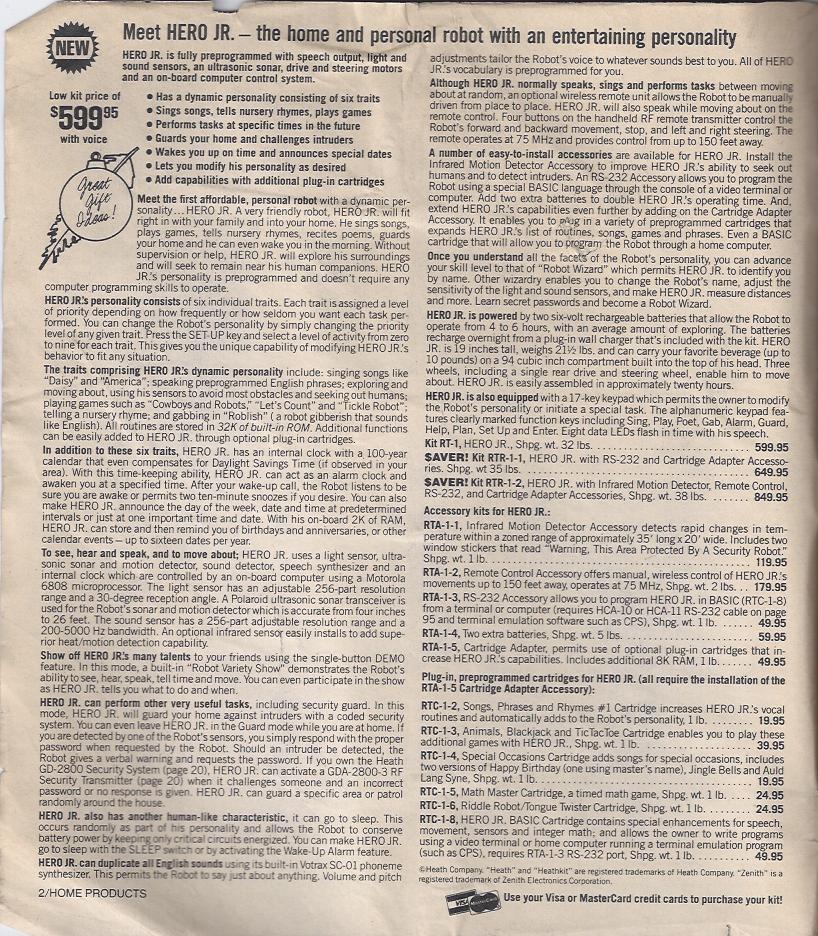 NEW
Meet HERO JR. – the home and personal robot with an entertaining personality
HERO JR. is fully preprogrammed with speech output, light and
sound sensors, an ultrasonic sonar, drive and steering motors
and an on-board computer control system.
Low kit price of
$599⁹⁵
with voice
• Has a dynamic personality consisting of six traits
• Sings songs, tells nursery rhymes, plays games
• Performs tasks at specific times in the future
• Guards your home and challenges intruders
• Wakes you up on time and announces special dates
• Lets you modify his personality as desired
• Add capabilities with additional plug-in cartridges
Great
Gift
Ideas!
Meet the first affordable, personal robot with a dynamic per-
sonality... HERO JR. A very friendly robot, HERO JR. will fit
right in with your family and into your home. He sings songs,
plays games, tells nursery rhymes, recites poems, guards
your home and he can even wake you in the morning. Without
supervision or help, HERO JR. will explore his surroundings
and will seek to remain near his human companions. HERO
JR.'s personality is preprogrammed and doesn't require any
computer programming skills to operate.
HERO JR.'s personality consists of six individual traits. Each trait is assigned a level
of priority depending on how frequently or how seldom you want each task per-
formed. You can change the Robot's personality by simply changing the priority
level of any given trait. Press the SET-UP key and select a level of activity from zero
to nine for each trait. This gives you the unique capability of modifying HERO JR.'s
behavior to fit any situation.
The traits comprising HERO JR.'s dynamic personality include: singing songs like
"Daisy" and "America"; speaking preprogrammed English phrases; exploring and
moving about, using his sensors to avoid most obstacles and seeking out humans;
playing games such as "Cowboys and Robots," "Let's Count" and "Tickle Robot";
telling a nursery rhyme; and gabbing in "Roblish" ( a robot gibberish that sounds
like English). All routines are stored in 32K of built-in ROM. Additional functions
can be easily added to HERO JR. through optional plug-in cartridges.
In addition to these six traits, HERO JR. has an internal clock with a 100-year
calendar that even compensates for Daylight Savings Time (if observed in your
area). With this time-keeping ability, HERO JR. can act as an alarm clock and
awaken you at a specified time. After your wake-up call, the Robot listens to be
sure you are awake or permits two ten-minute snoozes if you desire. You can also
make HERO JR. announce the day of the week, date and time at predetermined
intervals or just at one important time and date. With his on-board 2K of RAM,
HERO JR. can store and then remind you of birthdays and anniversaries, or other
calendar events – up to sixteen dates per year.
To see, hear and speak, and to move about; HERO JR. uses a light sensor, ultra-
sonic sonar and motion detector, sound detector, speech synthesizer and an
internal clock which are controlled by an on-board computer using a Motorola
6808 microprocessor. The light sensor has an adjustable 256-part resolution
range and a 30-degree reception angle. A Polaroid ultra sonic transceiver is
used for the Robot's sonar and motion detector which is accurate from four inches
to 26 feet. The sound sensor has a 256-part adjustable resolution range and a
200-5000 Hz bandwidth. An optional infrared sensor easily installs to add supe-
rior heat/motion detection capability.
Show off HERO JR.'s many talents to your friends using the single-button DEMO
feature. In this mode, a built-in "Robot Variety Show" demonstrates the Robot's
ability to see, hear, speak, tell time and move. You can even participate in the show
as HERO JR. tells you what to do and when.
HERO JR. can perform other very useful tasks, including security guard. In this
mode, HERO JR. will guard your home against intruders with a coded security
system. You can even leave HERO JR. in the Guard mode while you are at home. If
you are detected by one of the Robot's sensors, you simply respond with the proper
password when requested by the Robot. Should an intruder be detected, the
Robot gives a verbal warning and requests the password. If you own the Heath
GD-2800 Security System (page 20), HERO JR. can activate a GDA-2800-3 RF
Security Transmitter (page 20) when it challenges someone and an incorrect
password or no response is given. HERO JR. can guard a specific area or patrol
randomly around the house.
HERO JR. also has another human-like characteristic, it can go to sleep. This
occurs randomly as part of his personality and allows the Robot to conserve
battery power by keeping only critical circuits energized. You can make HERO JR.
go to sleep with the SLEEP switch or by activating the Wake-Up Alarm feature.
HERO JR. can duplicate all English sounds using its built-in Votrax SC-01 phoneme
synthesizer. This permits the Robot to say just about anything. Volume and pitch
2/HOME PRODUCTS
adjustments tailor the Robot's voice to whatever sounds best to you. All of HERO
JR.'s vocabulary is preprogrammed for you.
Although HERO JR. normally speaks, sings and performs tasks between moving
about at random, an optional wireless remote unit allows the Robot to be manually
driven from place to place. HERO JR. will also speak while moving about on the
remote control. Four buttons on the handheld RF remote transmitter control the
Robot's forward and backward movement, stop, and left and right steering. The
remote operates at 75 MHz and provides control from up to 150 feet away.
A number of easy-to-install accessories are available for HERO JR. Install the
Infrared Motion Detector Accessory to improve HERO JR.'s ability to seek out
humans and to detect intruders. An RS-232 Accessory allows you to program the
Robot using a special BASIC language through the console of a video terminal or
computer. Add two extra batteries to double HERO JR.'s operating time. And,
extend HERO JR.'s capabilities even further by adding on the Cartridge Adapter
Accessory. It enables you to plug in a variety of preprogrammed cartridges that
expands HERO JR.'s list of routines, songs, games and phrases. Even a BASIC
cartridge that will allow you to program the Robot through a home computer.
Once you understand all the facets of the Robot's personality, you can advance
your skill level to that of "Robot Wizard" which permits HERO JR. to identify you
by name. Other wizardry enables you to change the Robot's name, adjust the
sensitivity of the light and sound sensors, and make HERO JR. measure distances
and more. Learn secret passwords and become a Robot Wizard.
HERO JR. is powered by two six-volt rechargeable batteries that allow the Robot to
operate from 4 to 6 hours, with an average amount of exploring. The batteries
recharge overnight from a plug-in wall charger that's included with the kit. HERO
JR. is 19 inches tall, weighs 21½ lbs. and can carry your favorite beverage (up to
10 pounds) on a 94 cubic inch compartment built into the top of his head. Three
wheels, including a single rear drive and steering wheel, enable him to move
about. HERO JR. is easily assembled in approximately twenty hours.
HERO JR. is also equipped with a 17-key keypad which permits the owner to modify
the Robot's personality or initiate a special task. The alphanumeric keypad fea-
tures clearly marked function keys including Sing, Play, Poet, Gab, Alarm, Guard,
Help, Plan, Set Up and Enter. Eight data LEDs flash in time with his speech.
Kit RT-1, HERO JR., Shpg. wt. 32 lbs. .......... 599.95
$AVER! Kit RTR-1-1, HERO JR. with RS-232 and Cartridge Adapter Accesso-
ries. Shpg. wt 35 lbs. .......... 649.95
$AVER! Kit RTR-1-2, HERO JR. with Infrared Motion Detector, Remote Control,
RS-232, and Cartridge Adapter Accessories, Shpg. wt. 38 lbs. ....... 849.95
Accessory kits for HERO JR.:
RTA-1-1, Infrared Motion Detector Accessory detects rapid changes in tem-
perature within a zoned range of approximately 35' long x 20' wide. Includes two
window stickers that read "Warning, This Area Protected By A Security Robot."
Shpg. wt. 1 lb. .......... 119.95
RTA-1-2, Remote Control Accessory offers manual, wireless control of HERO JR.'s
movements up to 150 feet away, operates at 75 MHz, Shpg. wt. 2 lbs. ... 179.95
RTA-1-3, RS-232 Accessory allows you to program HERO JR. in BASIC (RTC-1-8)
from a terminal or computer (requires HCA-10 or HCA-11 RS-232 cable on page
95 and terminal emulation software such as CPS), Shpg. wt. 1 lb. ....... 49.95
RTA-1-4, Two extra batteries, Shpg. wt. 5 lbs. .......... 59.95
RTA-1-5, Cartridge Adapter, permits use of optional plug-in cartridges that in-
crease HERO JR.'s capabilities. Includes additional 8K RAM, 1 lb. ..... 49.95
Plug-in, preprogrammed cartridges for HERO JR. (all require the installation of the
RTA-1-5 Cartridge Adapter Accessory):
RTC-1-2, Songs, Phrases and Rhymes #1 Cartridge increases HERO JR.'s vocal
routines and automatically adds to the Robot's personality, 1 lb. ....... 19.95
RTC-1-3, Animals, Blackjack and TicTacToe Cartridge enables you to play these
additional games with HERO JR., Shpg. wt. 1 lb. .......... 39.95
RTC-1-4, Special Occasions Cartridge adds songs for special occasions, includes
two versions of Happy Birthday (one using master's name), Jingle Bells and Auld
Lang Syne, Shpg. wt. 1 lb. .......... 19.95
RTC-1-5, Math Master Cartridge, a timed math game, Shpg. wt. 1 lb. ... 24.95
RTC-1-6, Riddle Robot/Tongue Twister Cartridge, Shpg. wt. 1 lb. ....... 24.95
RTC-1-8, HERO JR. BASIC Cartridge contains special enhancements for speech,
movement, sensors and integer math; and allows the owner to write programs
using a video terminal or home computer running a terminal emulation program
(such as CPS), requires RTA-1-3 RS-232 port, Shpg. wt. 1 lb. .......... 49.95
©Heath Company. "Heath" and "Heathkit" are registered trademarks of Heath Company. "Zenith" is a
registered trademark of Zenith Electronics Corporation.
VISA
MasterCard
Use your Visa or MasterCard credit cards to purchase your kit!